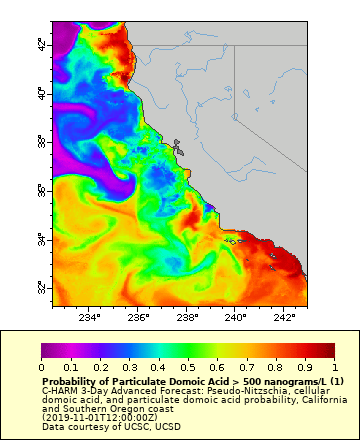 42°
40°
38°
36°
34°
32°
234° 236° 238° 240° 242°
0 0.1 0.2 0.3 0.4 0.5 0.6 0.7 0.8 0.9 1
Probability of Particulate Domoic Acid > 500 nanograms/L (1)
C-HARM 3-Day Advanced Forecast: Pseudo-Nitzschia, cellular
domoic acid, and particulate domoic acid probability, California
and Southern Oregon coast
(2019-11-01T12:00:00Z)
Data courtesy of UCSC, UCSD